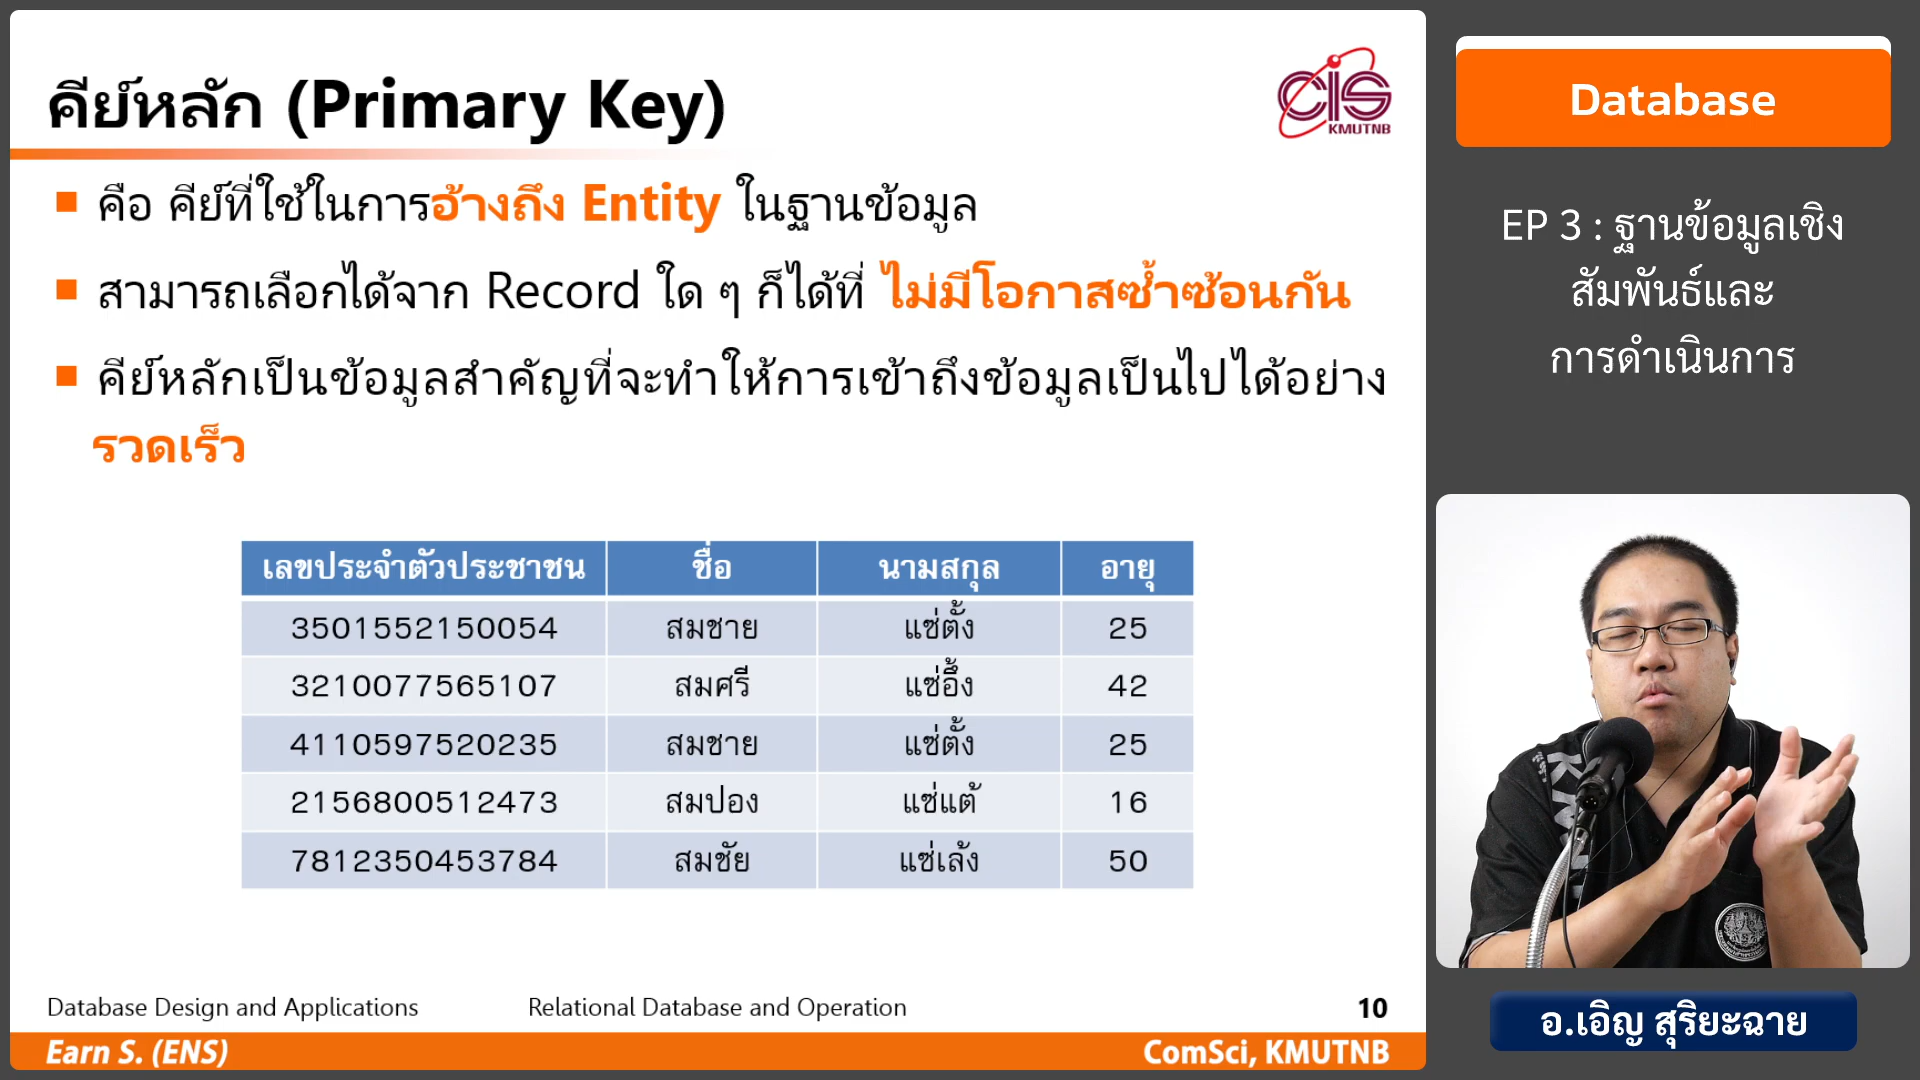 คีย์หลัก (Primary Key)
CIS
KMUTNB
คือ คีย์ที่ใช้ในการอ้างถึง Entity ในฐานข้อมูล
สามารถเลือกได้จาก Record ใด ๆ ก็ได้ที่ ไม่มีโอกาสซ้ำซ้อนกัน
คีย์หลักเป็นข้อมูลสำคัญที่จะทำให้การเข้าถึงข้อมูลเป็นไปได้อย่าง
รวดเร็ว
เลขประจำตัวประชาชน ชื่อ นามสกุล อายุ
3501552150054 สมชาย แซ่ตั้ง 25
3210077565107 สมศรี แซ่อึ้ง 42
4110597520235 สมชาย แซ่ตั้ง 25
2156800512473 สมปอง แซ่แต้ 16
7812350453784 สมชัย แซ่เล้ง 50
Database Design and Applications Relational Database and Operation 10
Earn S. (ENS) ComSci, KMUTNB
Database
EP 3 : ฐานข้อมูลเชิง
สัมพันธ์และ
การดำเนินการ
อ.เอิญ สุริยะฉาย